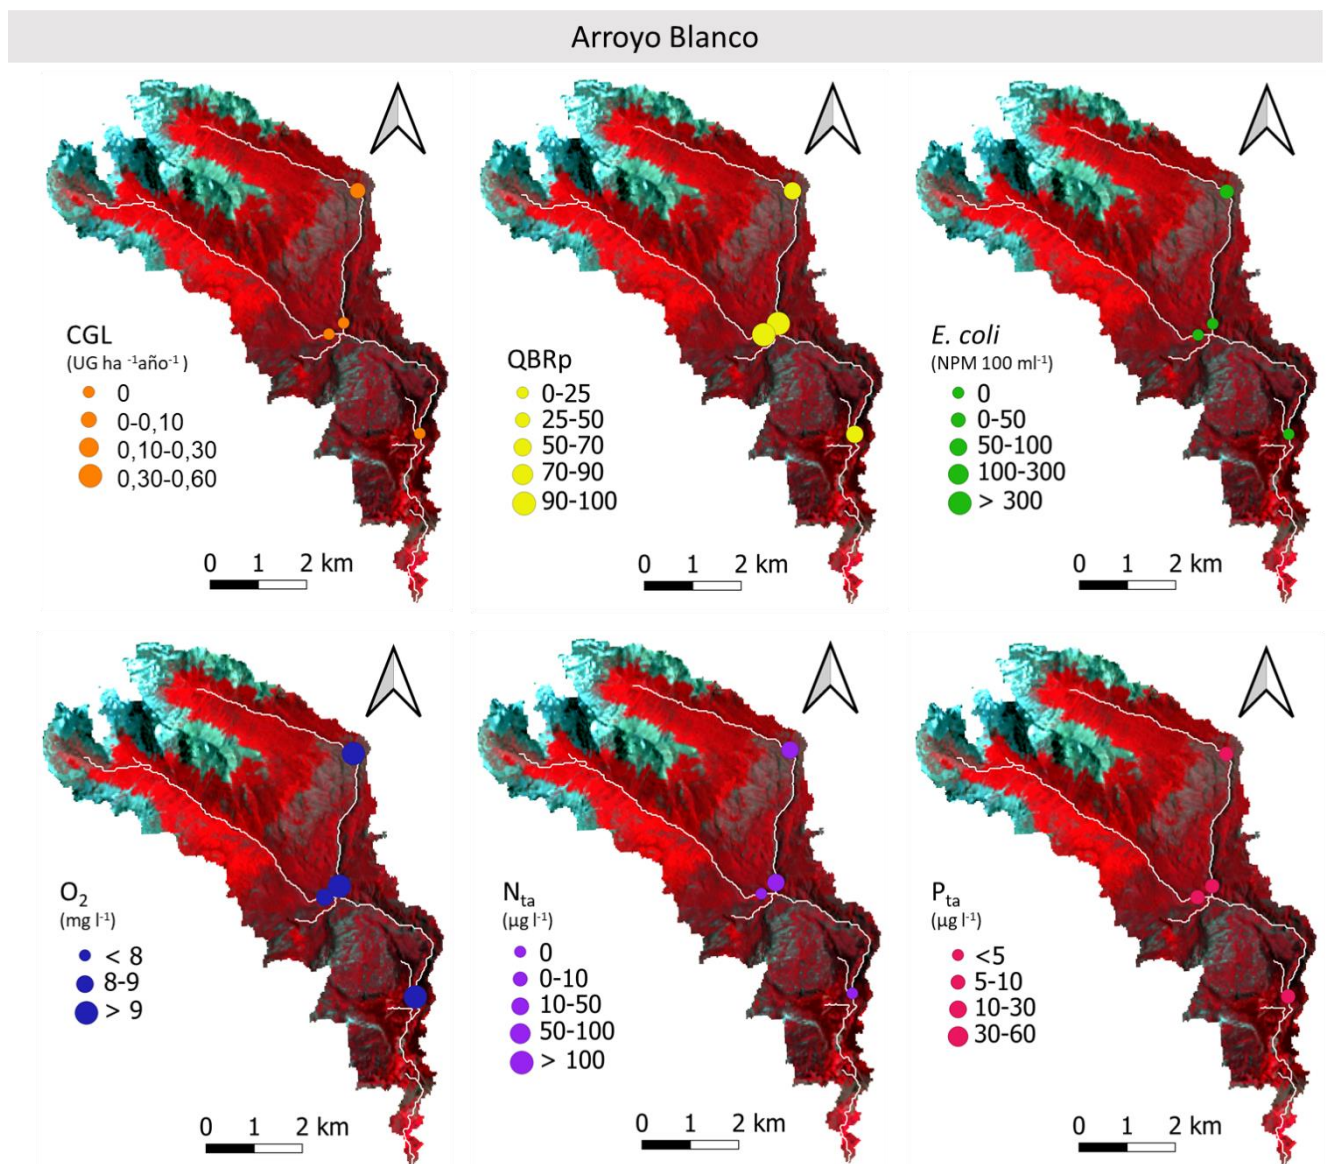 Arroyo Blanco
CGL
(UG ha ⁻¹año⁻¹ )
0
0-0,10
0,10-0,30
0,30-0,60
0 1 2 km
QBRp
0-25
25-50
50-70
70-90
90-100
0 1 2 km
E. coli
(NPM 100 ml⁻¹)
0
0-50
50-100
100-300
> 300
0 1 2 km
O₂
(mg l⁻¹)
< 8
8-9
> 9
0 1 2 km
Nₜₐ
(µg l⁻¹)
0
0-10
10-50
50-100
> 100
0 1 2 km
Pₜₐ
(µg l⁻¹)
<5
5-10
10-30
30-60
0 1 2 km